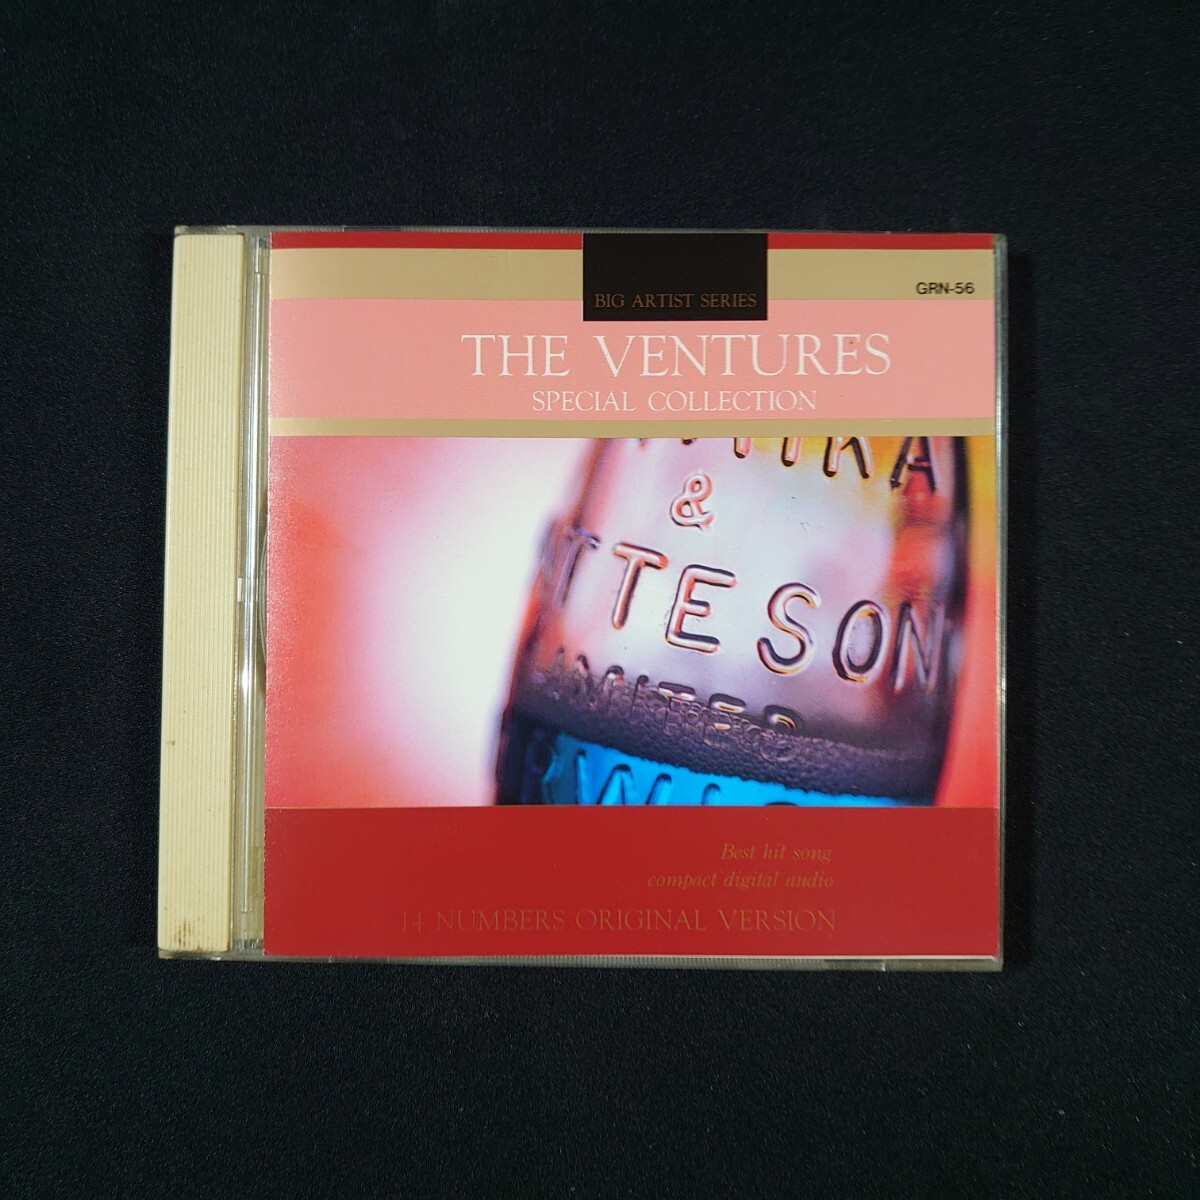 BIG ARTIST SERIES
GRN-56
THE VENTURES
SPECIAL COLLECTION
&
TTESON
Best hit song
compact digital audio
14 NUMBERS ORIGINAL VERSION